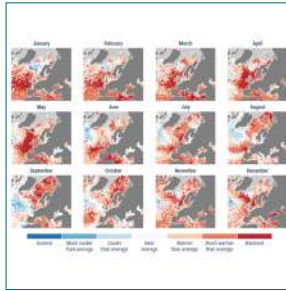 January February March April
May June July August
September October November December
Coolest Much cooler than average Cooler than average Near average Warmer than average Much warmer than average Warmest